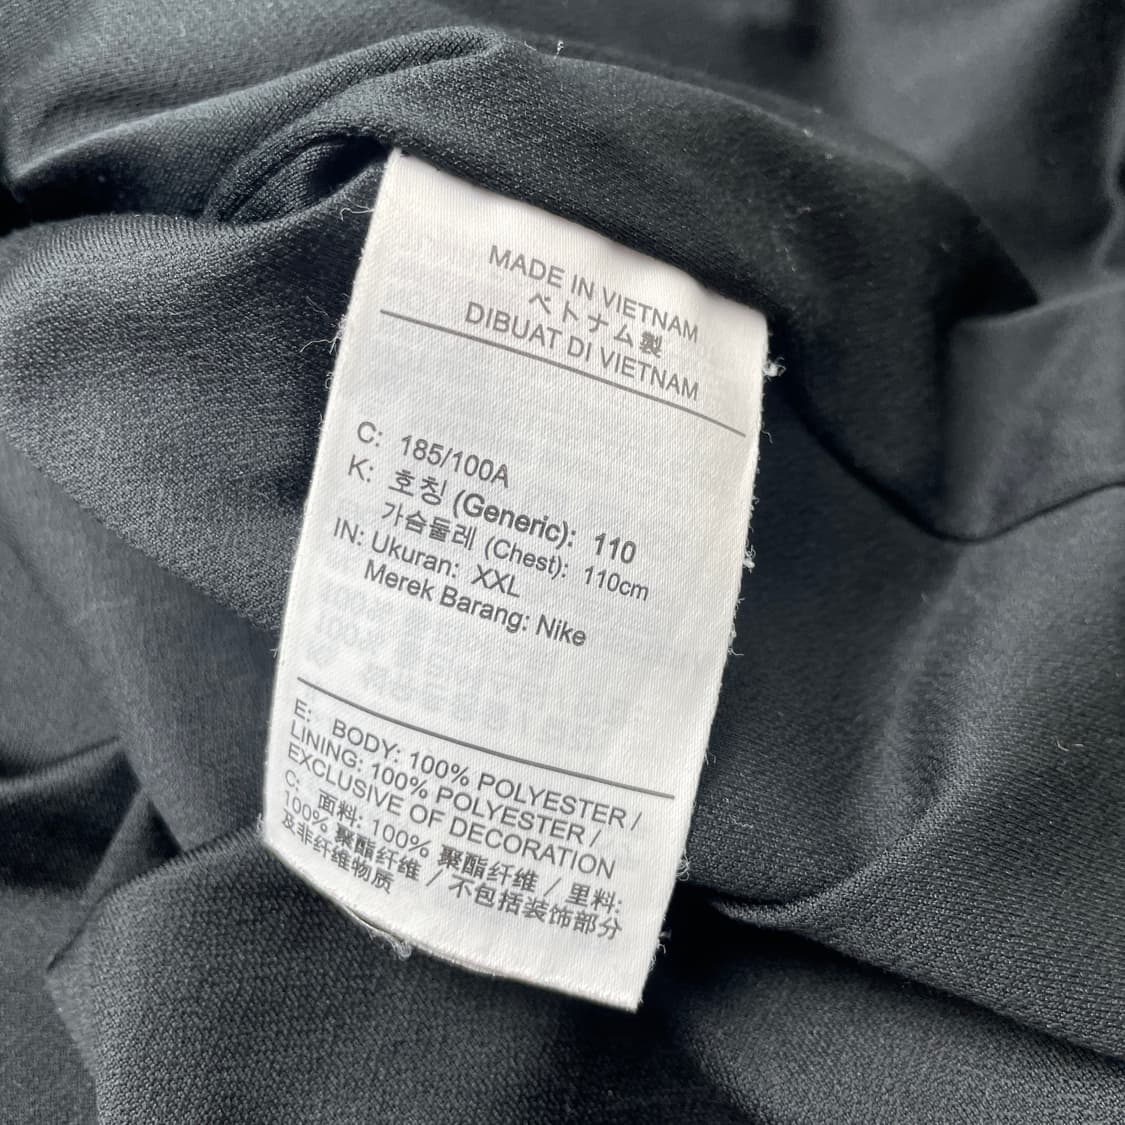 MADE IN VIETNAM
ベトナム製
DIBUAT DI VIETNAM
C: 185/100A
K: 호칭 (Generic): 110
가슴둘레 (Chest): 110cm
IN: Ukuran: XXL
Merek Barang: Nike
E: BODY: 100% POLYESTER /
LINING: 100% POLYESTER /
EXCLUSIVE OF DECORATION
C: 面料: 100% 聚酯纤维 / 里料:
100% 聚酯纤维 / 不包括装饰部分
及非纤维物质